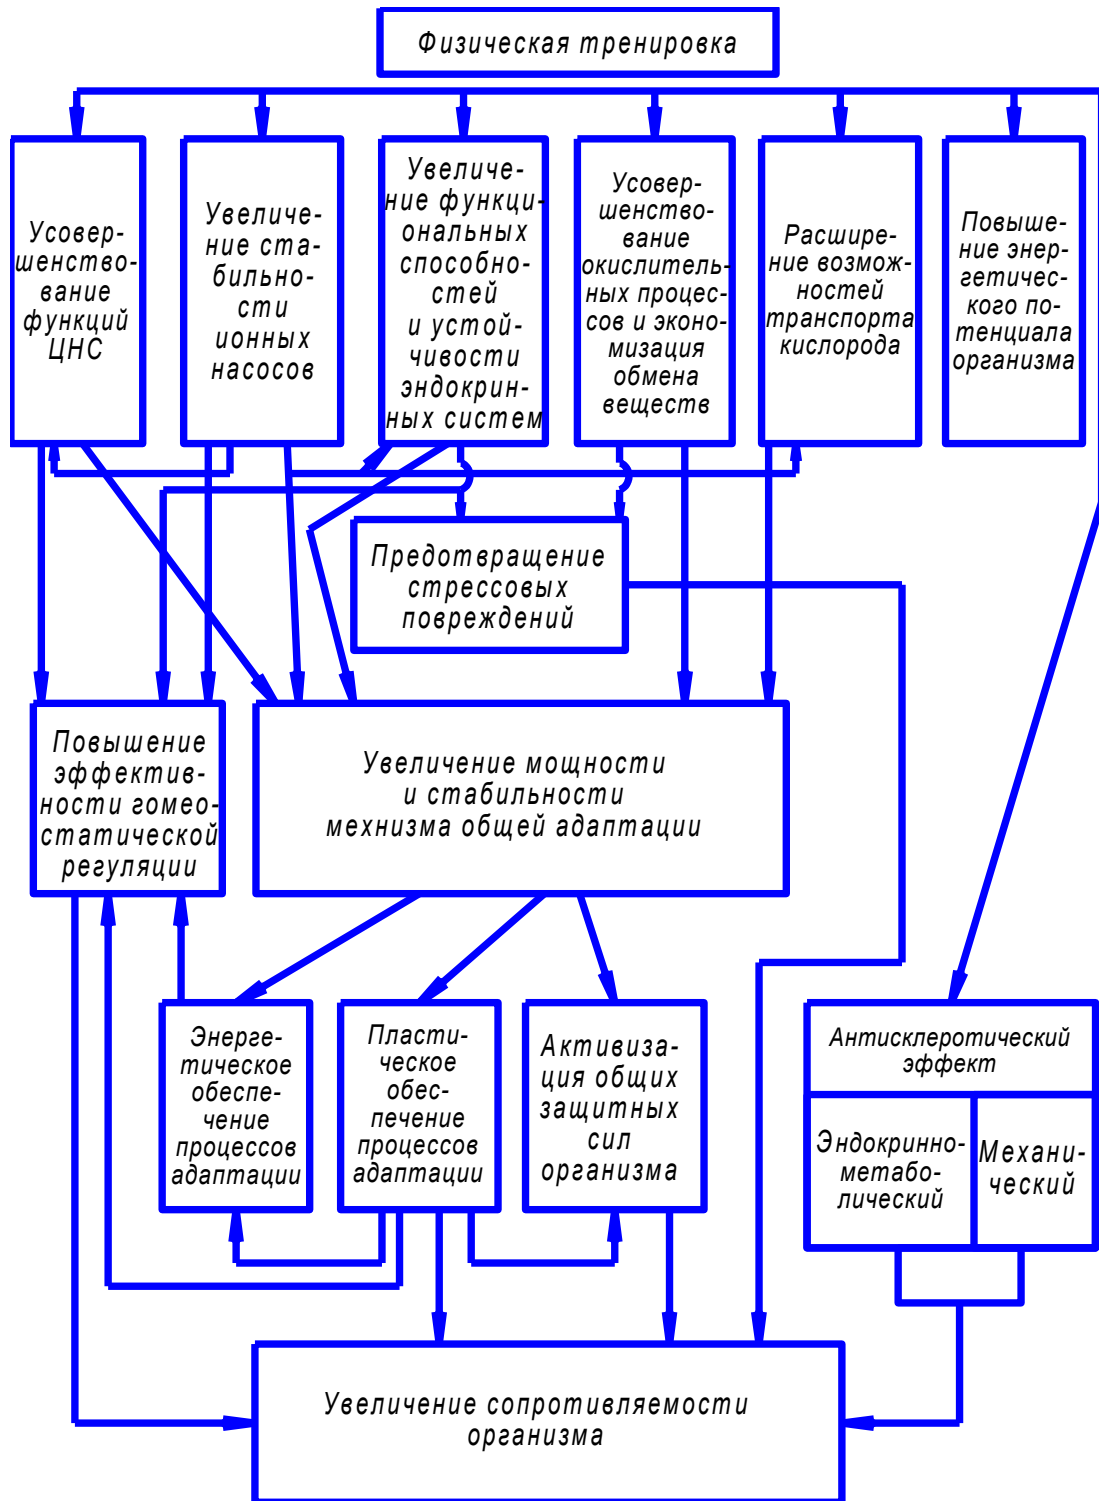 Физическая тренировка
Усовер-
шенство-
вание
функций
ЦНС
Увеличе-
ние ста-
бильно-
сти
ионных
насосов
Увеличе-
ние функци-
ональных
способно-
стей
и устой-
чивости
эндокрин-
ных систем
Усовер-
шенство-
вание
окислитель-
ных процес-
сов и эконо-
мизация
обмена
веществ
Расшире-
ние возмож-
ностей
транспорта
кислорода
Повыше-
ние энер-
гетичес-
кого по-
тенциала
организма
Предотвращение
стрессовых
повреждений
Повышение
эффектив-
ности гомео-
статической
регуляции
Увеличение мощности
и стабильности
мехнизма общей адаптации
Энерге-
тическое
обеспе-
чение
процессов
адаптации
Пласти-
ческое
обес-
печение
процессов
адаптации
Активиза-
ция общих
защитных
сил
организма
Антисклеротический
эффект
Эндокринно-
метабо-
лический
Механи-
ческий
Увеличение сопротивляемости
организма